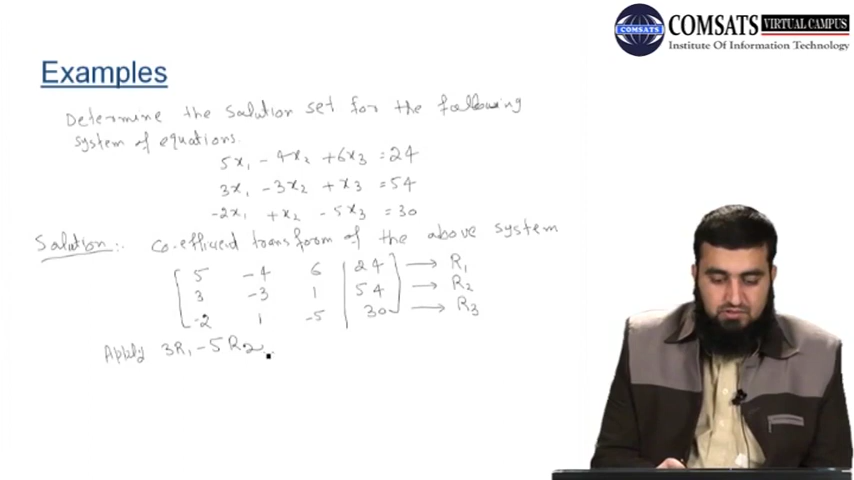 COMSATS VIRTUAL CAMPUS
COMSATS
Institute Of Information Technology
Examples
Determine the Solution set for the following
system of equations.
5x₁ - 4x₂ + 6x₃ = 24
3x₁ - 3x₂ + x₃ = 54
-2x₁ + x₂ - 5x₃ = 30
Solution:- Co-efficient transform of the above system
5 -4 6 | 24 → R₁
3 -3 1 | 54 → R₂
-2 1 -5 | 30 → R₃
Apply 3R₁ - 5R₂